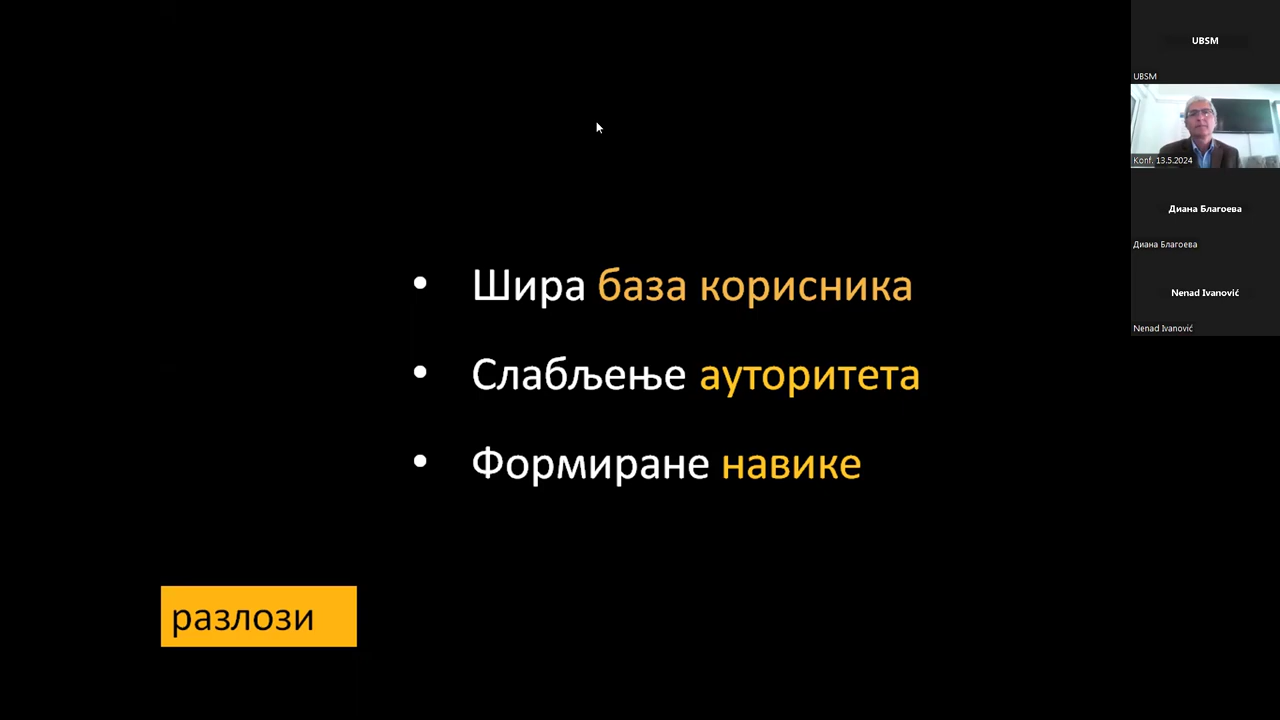 Шира база корисника
Слабљење ауторитета
Формиране навике
разлози
UBSM
UBSM
Konf. 13.5.2024
Диана Благоева
Диана Благоева
Nenad Ivanović
Nenad Ivanović